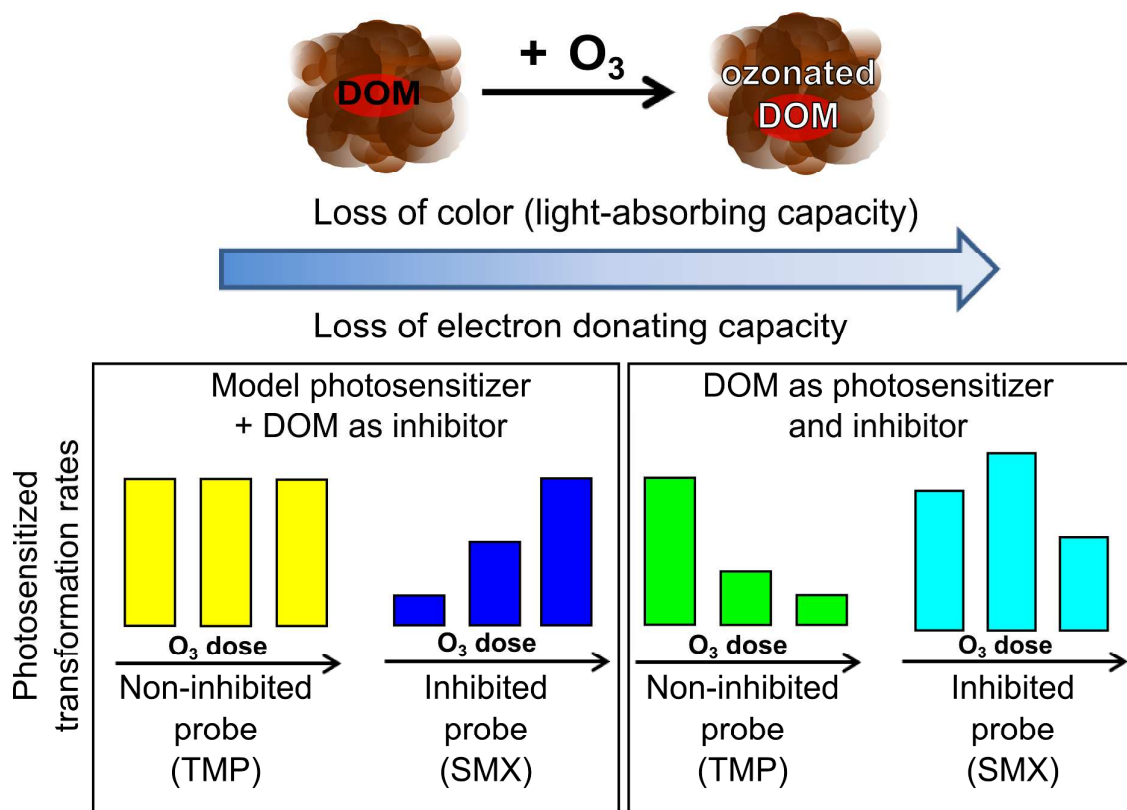 + O₃
DOM
ozonated
DOM
Loss of color (light-absorbing capacity)
Loss of electron donating capacity
Photosensitized
transformation rates
Model photosensitizer
+ DOM as inhibitor
O₃ dose
Non-inhibited
probe
(TMP)
O₃ dose
Inhibited
probe
(SMX)
DOM as photosensitizer
and inhibitor
O₃ dose
Non-inhibited
probe
(TMP)
O₃ dose
Inhibited
probe
(SMX)